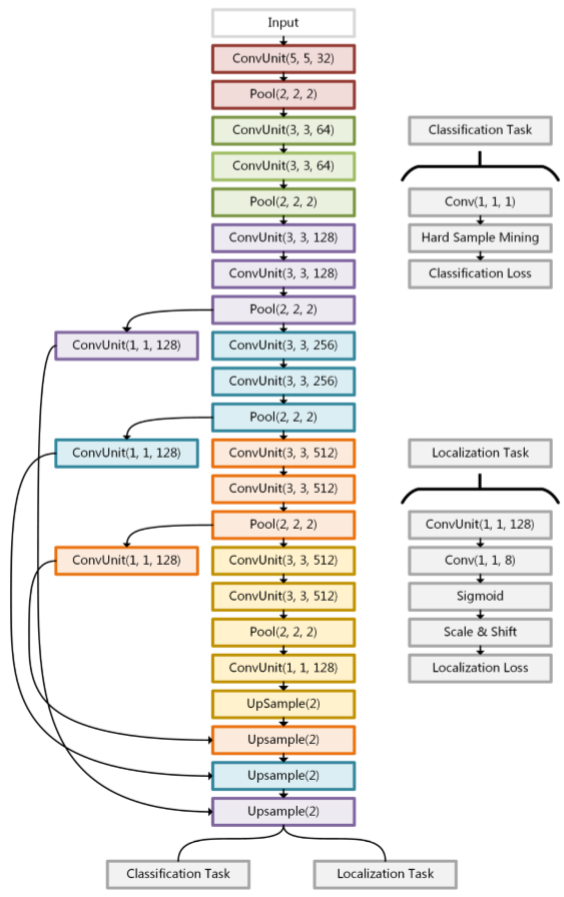 Input
ConvUnit(5, 5, 32)
Pool(2, 2, 2)
ConvUnit(3, 3, 64)
ConvUnit(3, 3, 64)
Pool(2, 2, 2)
ConvUnit(3, 3, 128)
ConvUnit(3, 3, 128)
Pool(2, 2, 2)
ConvUnit(1, 1, 128)
ConvUnit(3, 3, 256)
ConvUnit(3, 3, 256)
Pool(2, 2, 2)
ConvUnit(1, 1, 128)
ConvUnit(3, 3, 512)
ConvUnit(3, 3, 512)
Pool(2, 2, 2)
ConvUnit(1, 1, 128)
ConvUnit(3, 3, 512)
ConvUnit(3, 3, 512)
Pool(2, 2, 2)
ConvUnit(1, 1, 128)
UpSample(2)
Upsample(2)
Upsample(2)
Upsample(2)
Classification Task
Localization Task
Classification Task
Conv(1, 1, 1)
Hard Sample Mining
Classification Loss
Localization Task
ConvUnit(1, 1, 128)
Conv(1, 1, 8)
Sigmoid
Scale & Shift
Localization Loss